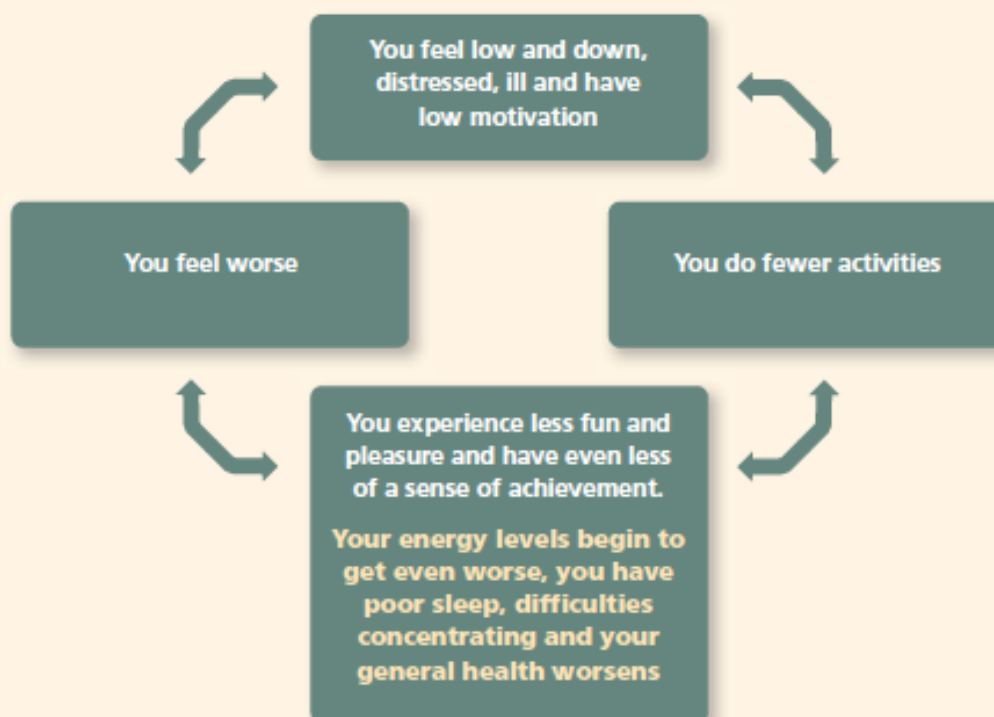 You feel low and down,
distressed, ill and have
low motivation
You feel worse
You do fewer activities
You experience less fun and
pleasure and have even less
of a sense of achievement.
Your energy levels begin to
get even worse, you have
poor sleep, difficulties
concentrating and your
general health worsens